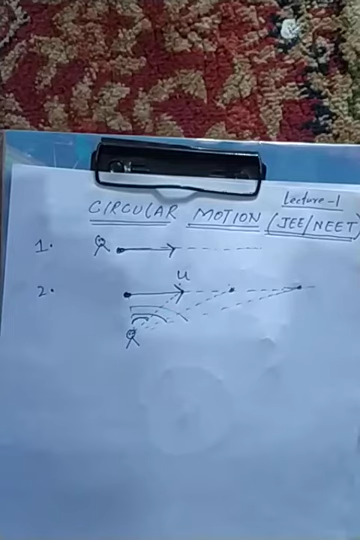 Lecture-1
CIRCULAR MOTION (JEE/NEET)
1.
u
2.